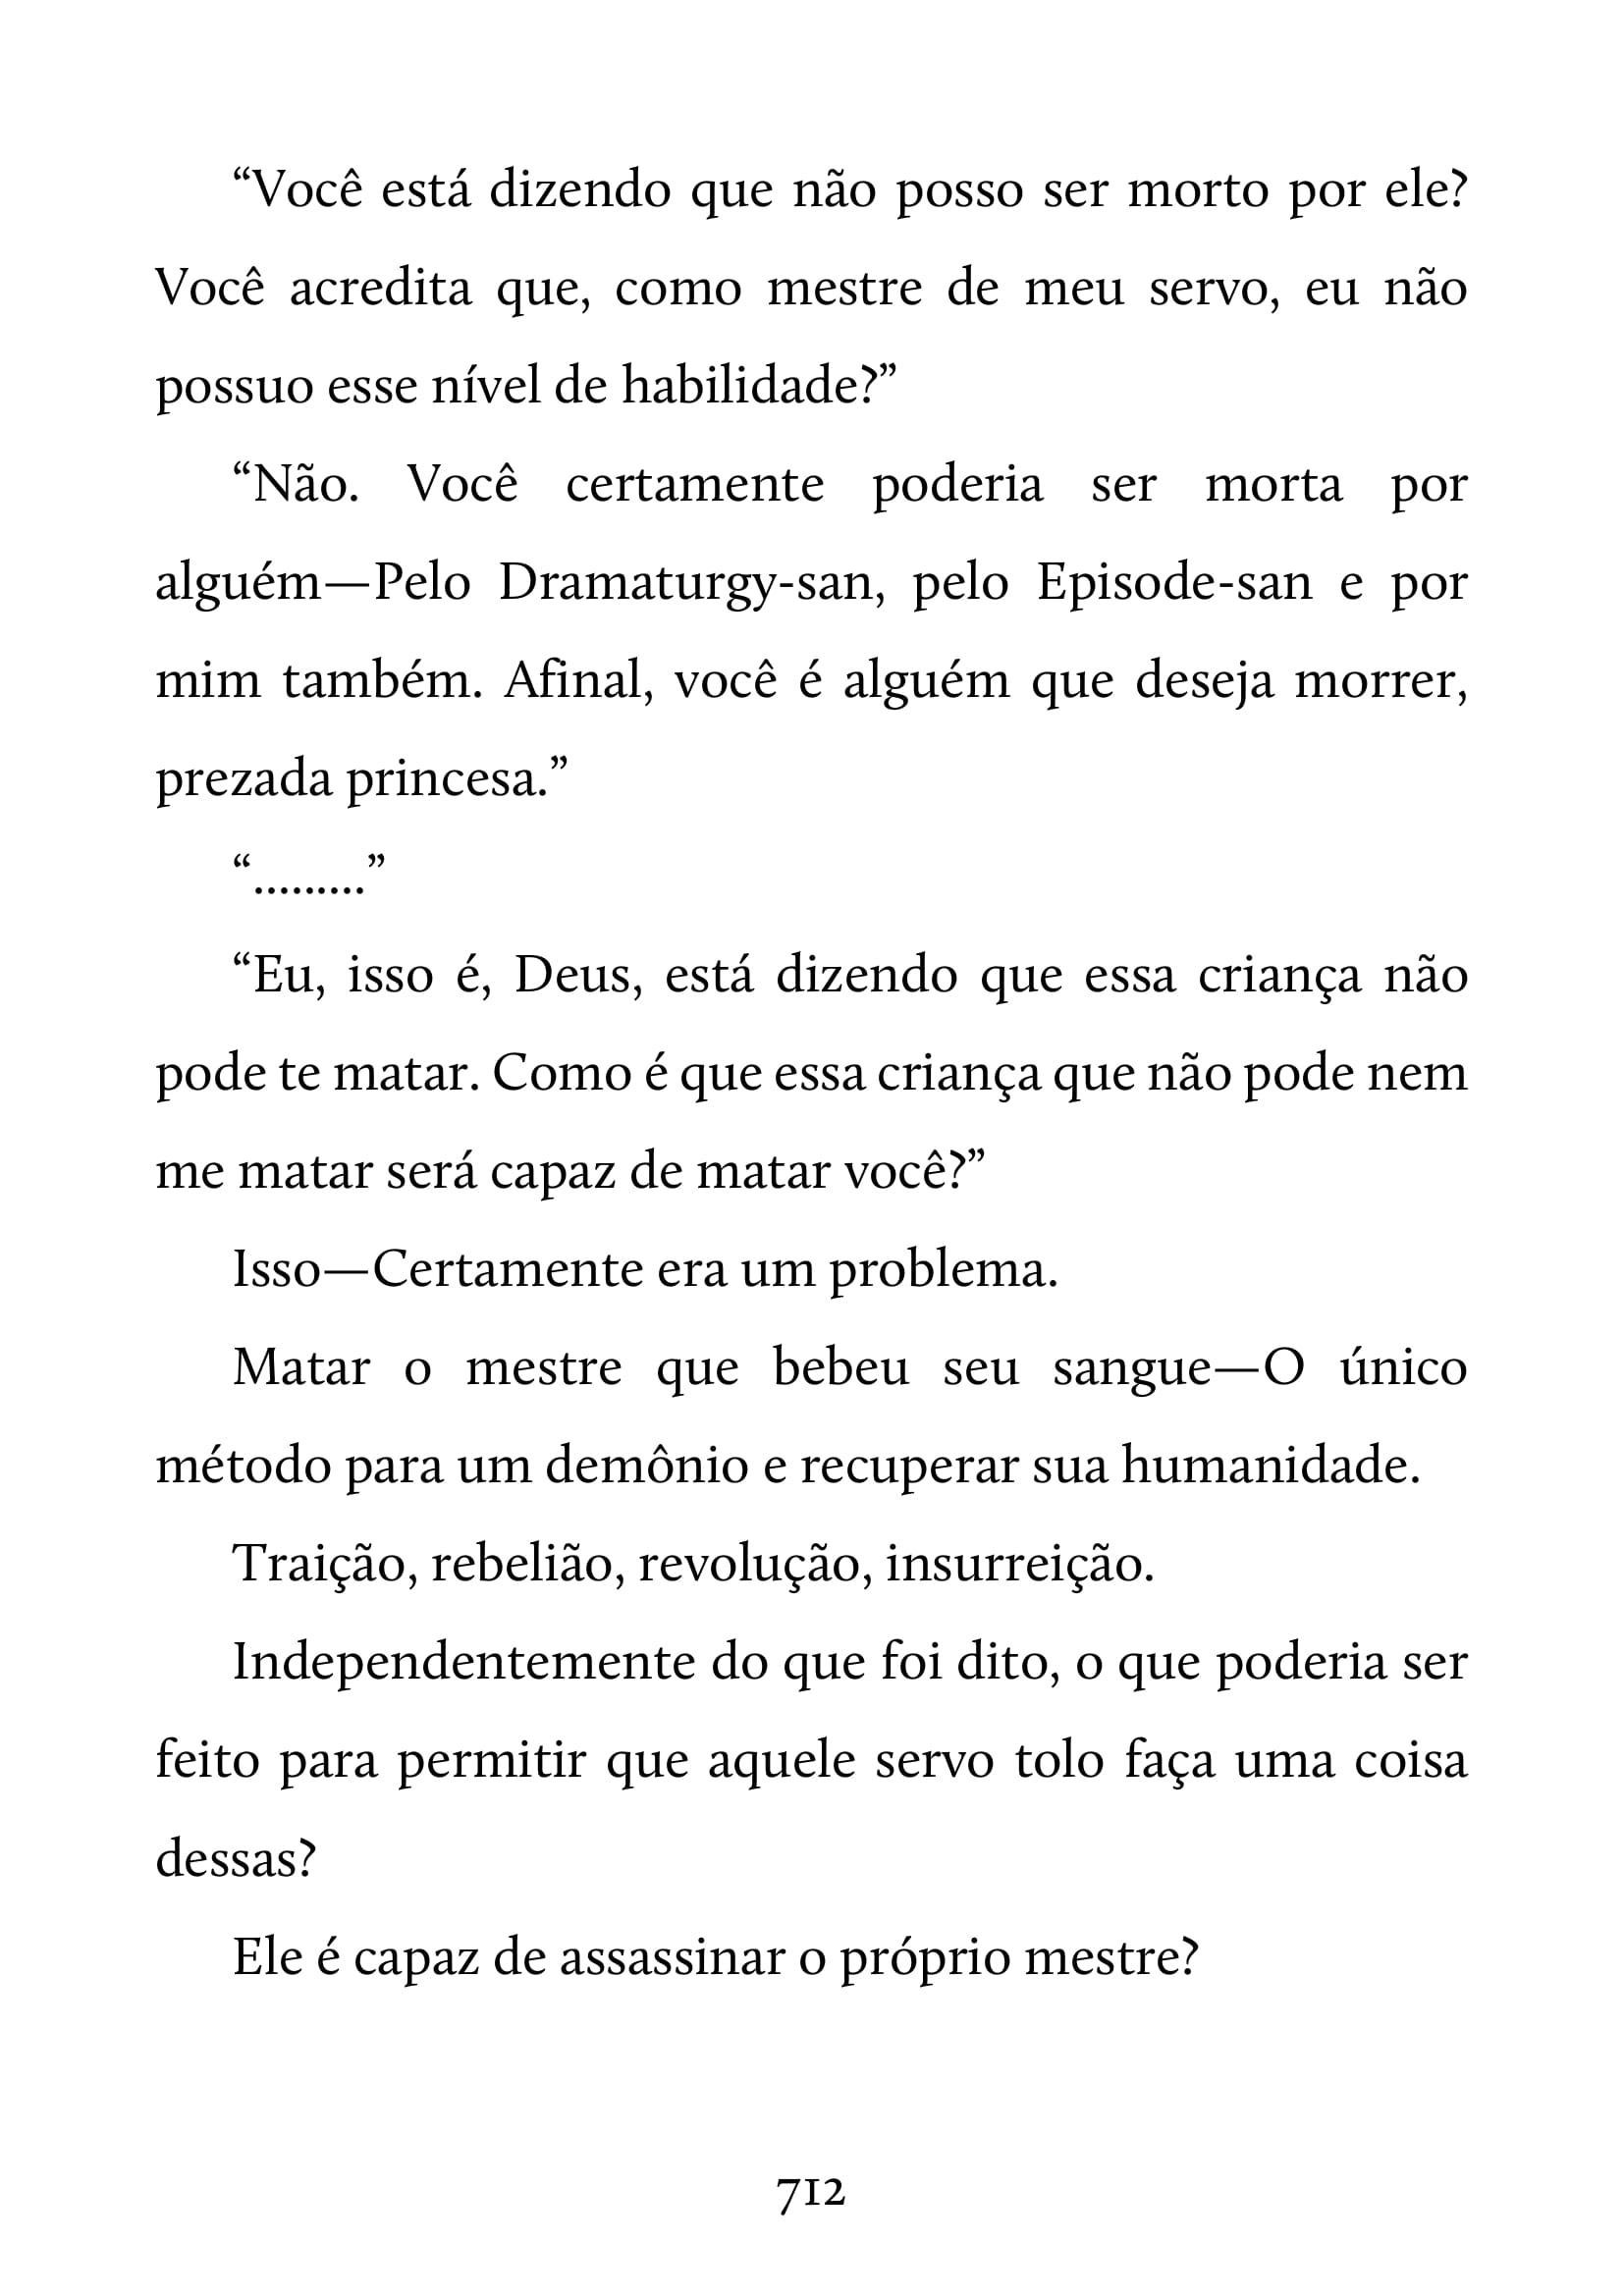 “Você está dizendo que não posso ser morto por ele?
Você acredita que, como mestre de meu servo, eu não
possuo esse nível de habilidade?”
“Não. Você certamente poderia ser morta por
alguém—Pelo Dramaturgy-san, pelo Episode-san e por
mim também. Afinal, você é alguém que deseja morrer,
prezada princesa.”
“.........”
“Eu, isso é, Deus, está dizendo que essa criança não
pode te matar. Como é que essa criança que não pode nem
me matar será capaz de matar você?”
Isso—Certamente era um problema.
Matar o mestre que bebeu seu sangue—O único
método para um demônio e recuperar sua humanidade.
Traição, rebelião, revolução, insurreição.
Independentemente do que foi dito, o que poderia ser
feito para permitir que aquele servo tolo faça uma coisa
dessas?
Ele é capaz de assassinar o próprio mestre?
712